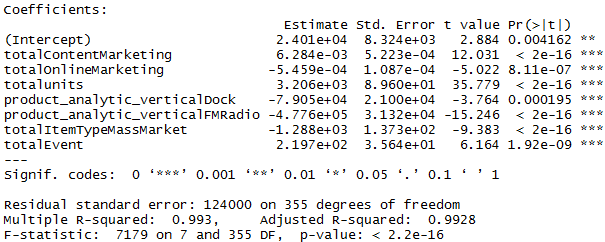 Coefficients:
                               Estimate Std. Error t value Pr(>|t|)    
(Intercept)                   2.401e+04  8.324e+03   2.884 0.004162 ** 
totalContentMarketing         6.284e-03  5.223e-04  12.031  < 2e-16 ***
totalOnlineMarketing         -5.459e-04  1.087e-04  -5.022 8.11e-07 ***
totalunits                    3.206e+03  8.960e+01  35.779  < 2e-16 ***
product_analytic_verticalDock -7.905e+04  2.100e+04  -3.764 0.000195 ***
product_analytic_verticalFMRadio -4.776e+05  3.132e+04 -15.246  < 2e-16 ***
totalItemTypeMassMarket      -1.288e+03  1.373e+02  -9.383  < 2e-16 ***
totalEvent                    2.197e+02  3.564e+01   6.164 1.92e-09 ***
---
Signif. codes:  0 ‘***’ 0.001 ‘**’ 0.01 ‘*’ 0.05 ‘.’ 0.1 ‘ ’ 1
Residual standard error: 124000 on 355 degrees of freedom
Multiple R-squared:  0.993,	Adjusted R-squared:  0.9928
F-statistic:  7179 on 7 and 355 DF,  p-value: < 2.2e-16